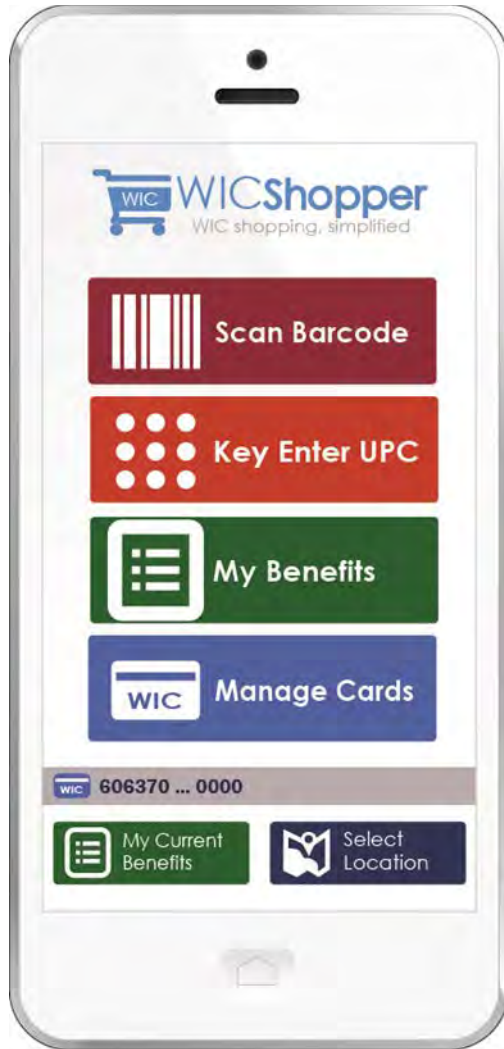 WIC WICShopper
WIC shopping, simplified
Scan Barcode
Key Enter UPC
My Benefits
WIC Manage Cards
WIC 606370 ... 0000
My Current
Benefits
Select
Location